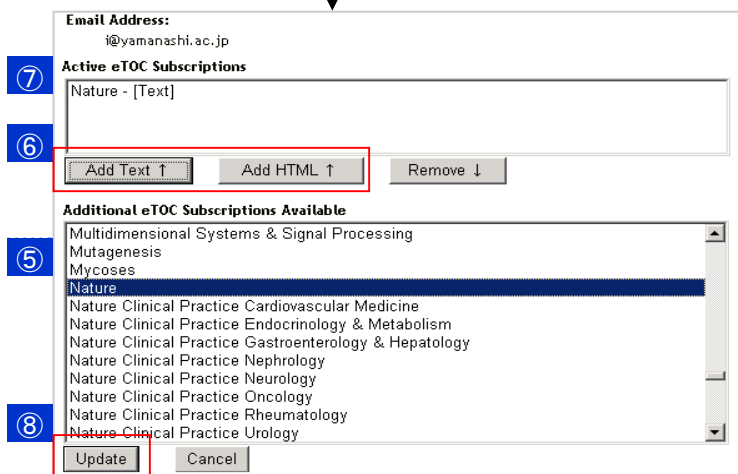 Email Address:
i@yamanashi.ac.jp
⑦ Active eTOC Subscriptions
Nature - [Text]
⑥
Add Text ↑ Add HTML ↑ Remove ↓
Additional eTOC Subscriptions Available
Multidimensional Systems & Signal Processing
⑤ Mutagenesis
Mycoses
Nature
Nature Clinical Practice Cardiovascular Medicine
Nature Clinical Practice Endocrinology & Metabolism
Nature Clinical Practice Gastroenterology & Hepatology
Nature Clinical Practice Nephrology
Nature Clinical Practice Neurology
Nature Clinical Practice Oncology
Nature Clinical Practice Rheumatology
⑧ Nature Clinical Practice Urology
Update Cancel